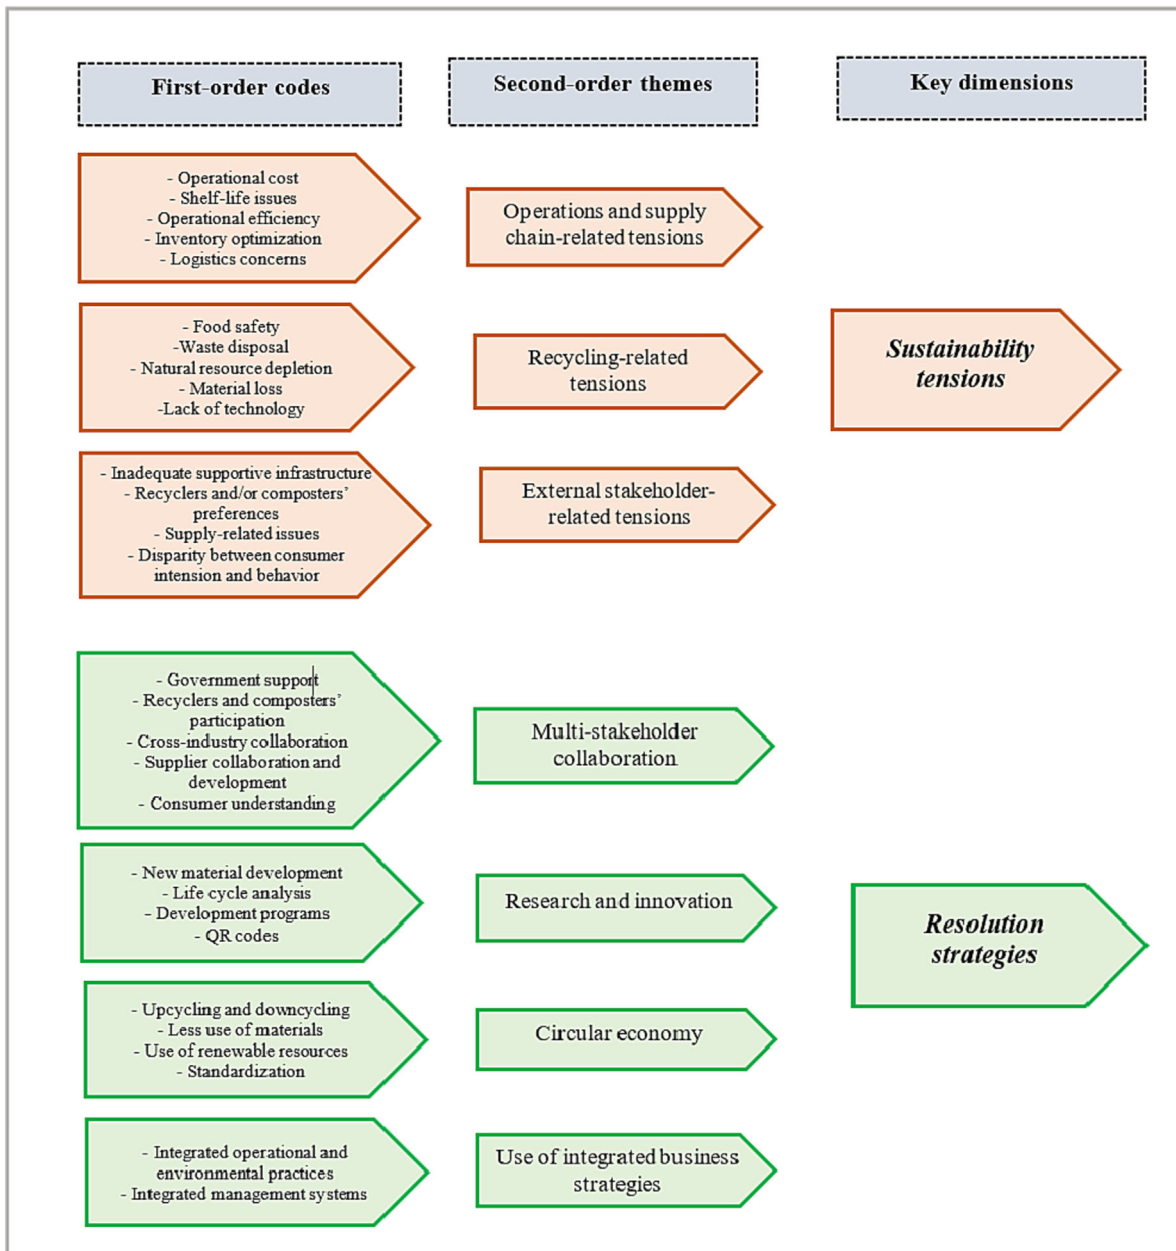 First-order codes
Second-order themes
Key dimensions
- Operational cost
- Shelf-life issues
- Operational efficiency
- Inventory optimization
- Logistics concerns
Operations and supply
chain-related tensions
- Food safety
-Waste disposal
- Natural resource depletion
- Material loss
-Lack of technology
Recycling-related
tensions
- Inadequate supportive infrastructure
- Recyclers and/or composters’
preferences
- Supply-related issues
- Disparity between consumer
intension and behavior
External stakeholder-
related tensions
Sustainability
tensions
- Government support
- Recyclers and composters’
participation
- Cross-industry collaboration
- Supplier collaboration and
development
- Consumer understanding
Multi-stakeholder
collaboration
- New material development
- Life cycle analysis
- Development programs
- QR codes
Research and innovation
- Upcycling and downcycling
- Less use of materials
- Use of renewable resources
- Standardization
Circular economy
- Integrated operational and
environmental practices
- Integrated management systems
Use of integrated business
strategies
Resolution
strategies